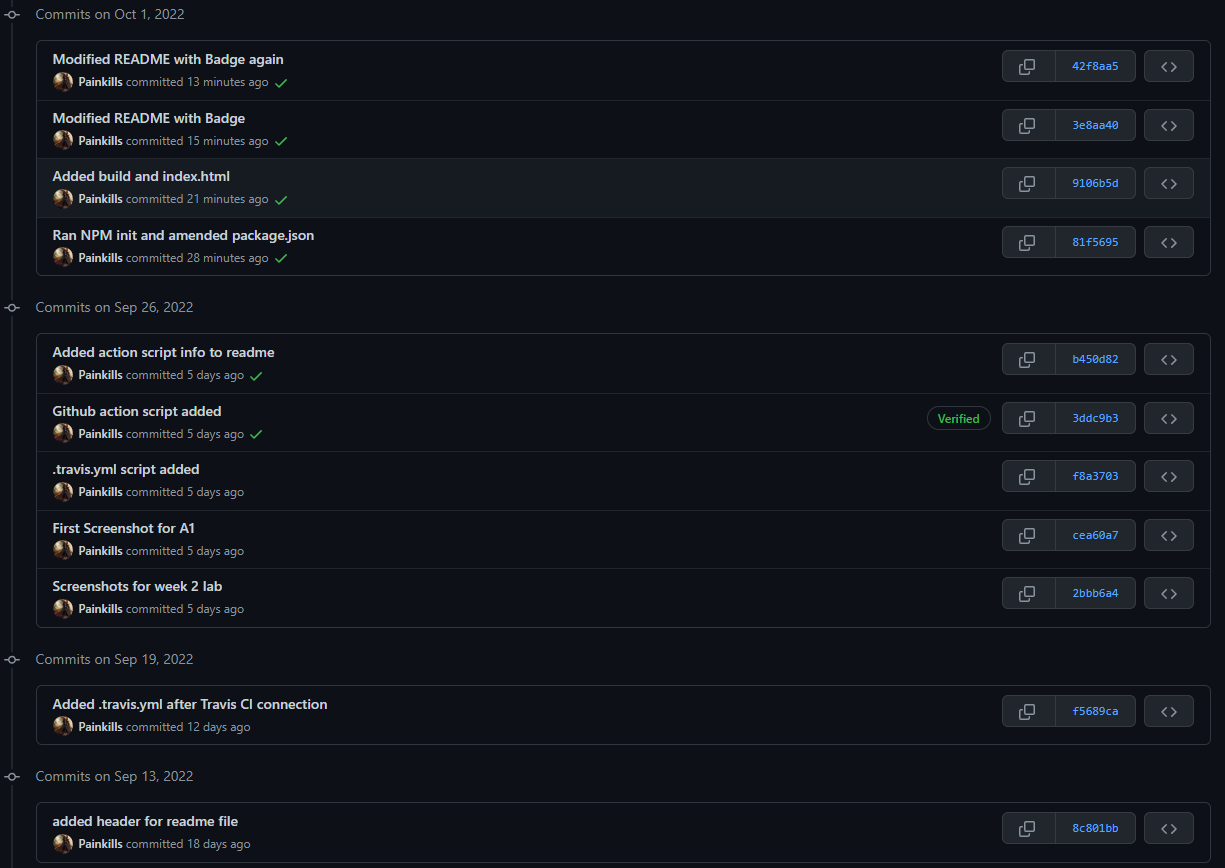 Commits on Oct 1, 2022
Modified README with Badge again
Painkills committed 13 minutes ago
42f8aa5
Modified README with Badge
Painkills committed 15 minutes ago
3e8aa40
Added build and index.html
Painkills committed 21 minutes ago
9106b5d
Ran NPM init and amended package.json
Painkills committed 28 minutes ago
81f5695
Commits on Sep 26, 2022
Added action script info to readme
Painkills committed 5 days ago
b450d82
Github action script added
Painkills committed 5 days ago
Verified
3ddc9b3
.travis.yml script added
Painkills committed 5 days ago
f8a3703
First Screenshot for A1
Painkills committed 5 days ago
cea60a7
Screenshots for week 2 lab
Painkills committed 5 days ago
2bbb6a4
Commits on Sep 19, 2022
Added .travis.yml after Travis CI connection
Painkills committed 12 days ago
f5689ca
Commits on Sep 13, 2022
added header for readme file
Painkills committed 18 days ago
8c801bb